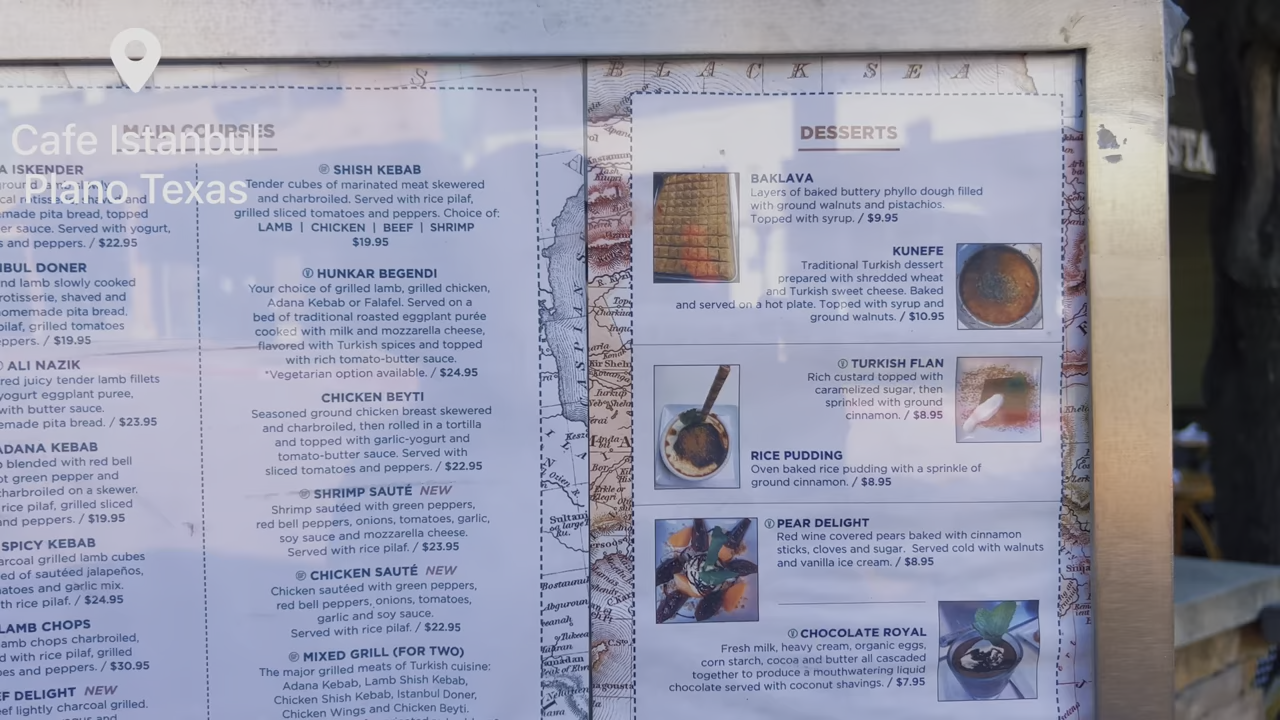 Cafe Istanbul
Plano Texas
BLACK SEA
MAIN COURSES
A ISKENDER
made pita bread, topped
er sauce. Served with yogurt,
s and peppers. / $22.95
NBUL DONER
nd lamb slowly cooked
rotisserie, shaved and
homemade pita bread,
pilaf, grilled tomatoes
eppers. / $19.95
ALI NAZIK
red juicy tender lamb fillets
yogurt eggplant puree,
with butter sauce.
emade pita bread. / $23.95
ADANA KEBAB
blended with red bell
ot green pepper and
charbroiled on a skewer.
rice pilaf, grilled sliced
nd peppers. / $19.95
SPICY KEBAB
arcoal grilled lamb cubes
ed of sautéed jalapeños,
atoes and garlic mix.
th rice pilaf. / $24.95
LAMB CHOPS
amb chops charbroiled,
d with rice pilaf, grilled
es and peppers. / $30.95
EF DELIGHT NEW
eef lightly charcoal grilled.
SHISH KEBAB
Tender cubes of marinated meat skewered
and charbroiled. Served with rice pilaf,
grilled sliced tomatoes and peppers. Choice of:
LAMB | CHICKEN | BEEF | SHRIMP
$19.95
HUNKAR BEGENDI
Your choice of grilled lamb, grilled chicken,
Adana Kebab or Falafel. Served on a
bed of traditional roasted eggplant purée
cooked with milk and mozzarella cheese,
flavored with Turkish spices and topped
with rich tomato-butter sauce.
*Vegetarian option available. / $24.95
CHICKEN BEYTI
Seasoned ground chicken breast skewered
and charbroiled, then rolled in a tortilla
and topped with garlic-yogurt and
tomato-butter sauce. Served with
sliced tomatoes and peppers. / $22.95
SHRIMP SAUTÉ NEW
Shrimp sautéed with green peppers,
red bell peppers, onions, tomatoes, garlic,
soy sauce and mozzarella cheese.
Served with rice pilaf. / $23.95
CHICKEN SAUTÉ NEW
Chicken sautéed with green peppers,
red bell peppers, onions, tomatoes,
garlic and soy sauce.
Served with rice pilaf. / $22.95
MIXED GRILL (FOR TWO)
The major grilled meats of Turkish cuisine:
Adana Kebab, Lamb Shish Kebab,
Chicken Shish Kebab, Istanbul Doner,
Chicken Wings and Chicken Beyti.
DESSERTS
BAKLAVA
Layers of baked buttery phyllo dough filled
with ground walnuts and pistachios.
Topped with syrup. / $9.95
KUNEFE
Traditional Turkish dessert
prepared with shredded wheat
and Turkish sweet cheese. Baked
and served on a hot plate. Topped with syrup and
ground walnuts. / $10.95
TURKISH FLAN
Rich custard topped with
caramelized sugar, then
sprinkled with ground
cinnamon. / $8.95
RICE PUDDING
Oven baked rice pudding with a sprinkle of
ground cinnamon. / $8.95
PEAR DELIGHT
Red wine covered pears baked with cinnamon
sticks, cloves and sugar. Served cold with walnuts
and vanilla ice cream. / $8.95
CHOCOLATE ROYAL
Fresh milk, heavy cream, organic eggs,
corn starch, cocoa and butter all cascaded
together to produce a mouthwatering liquid
chocolate served with coconut shavings. / $7.95